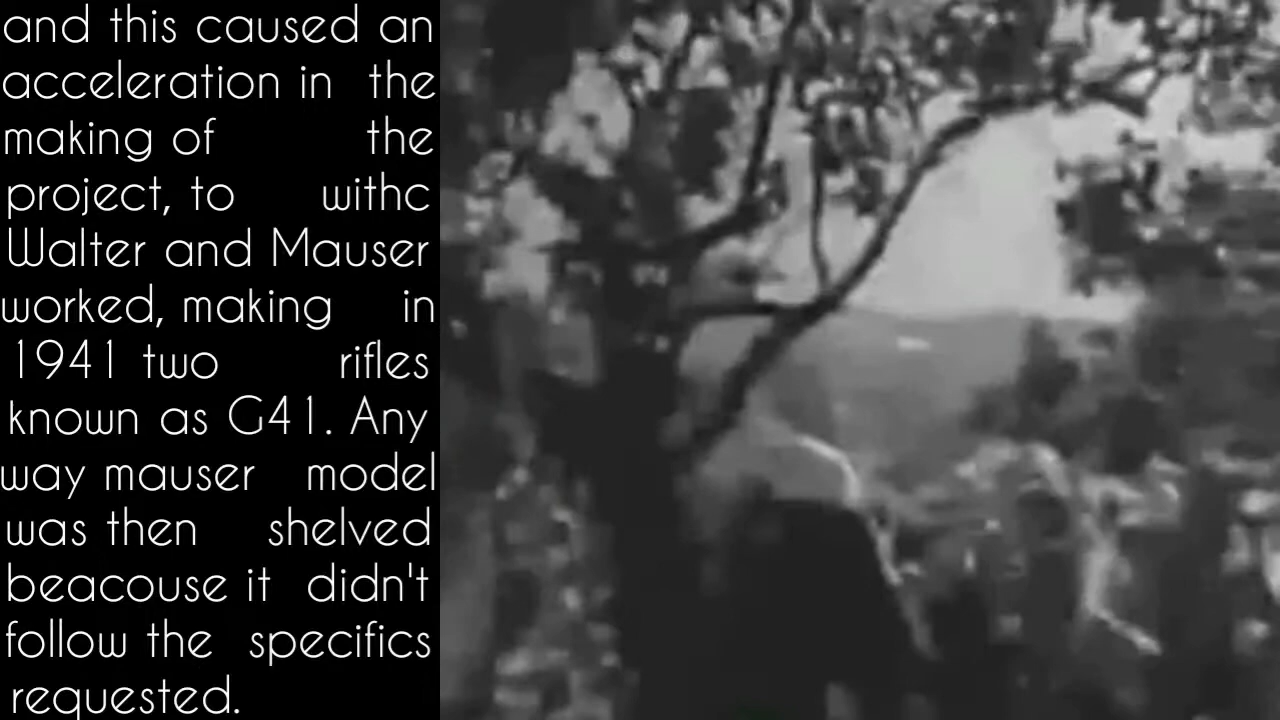 and this caused an
acceleration in the
making of the
project, to withc
Walter and Mauser
worked, making in
1941 two rifles
known as G41. Any
way mauser model
was then shelved
beacouse it didn't
follow the specifics
requested.